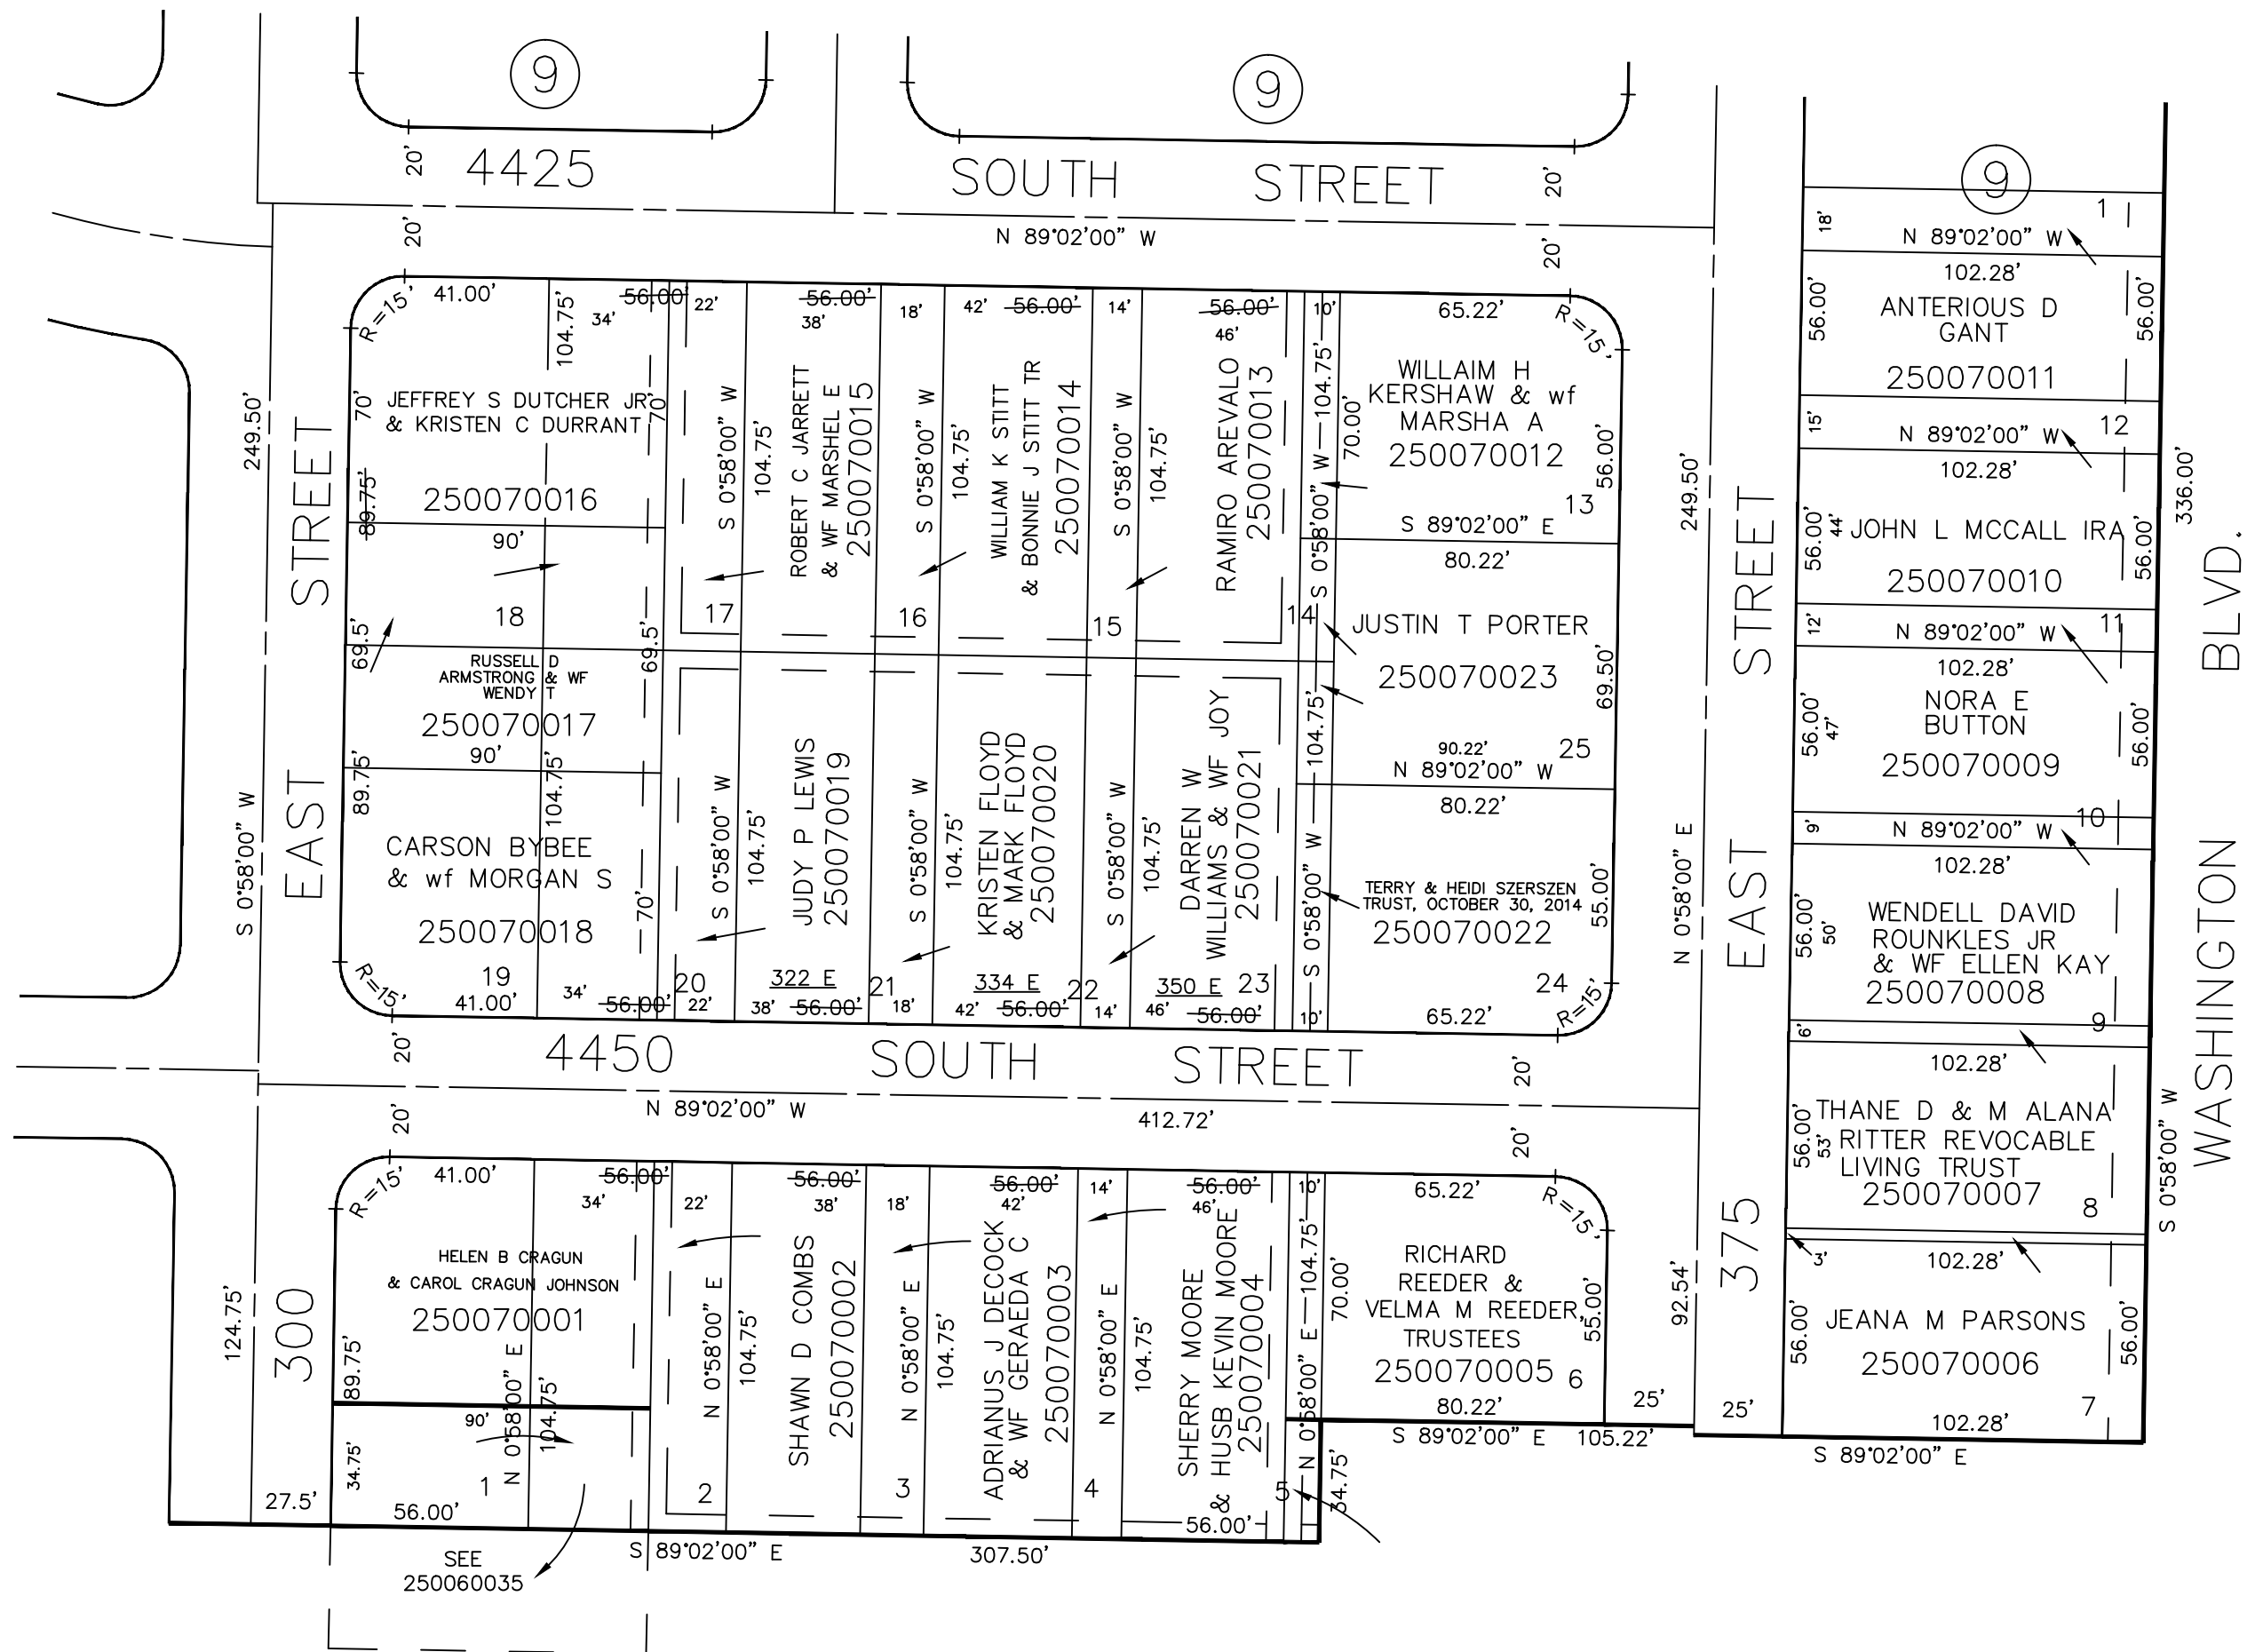 9
9
9
20'
4425
SOUTH
STREET
20'
20'
N 89°02'00" W
20'
18'
1
N 89°02'00" W
102.28'
56.00'
ANTERIOUS D
GANT
250070011
56.00'
15'
N 89°02'00" W
12
102.28'
56.00'
44'
JOHN L MCCALL IRA
250070010
56.00'
336.00'
12'
N 89°02'00" W
11
102.28'
56.00'
47'
NORA E
BUTTON
250070009
56.00'
9'
N 89°02'00" W
10
102.28'
56.00'
50'
WENDELL DAVID
ROUNKLES JR
& WF ELLEN KAY
250070008
9
6'
102.28'
56.00'
53'
THANE D & M ALANA
RITTER REVOCABLE
LIVING TRUST
250070007
8
3'
102.28'
56.00'
JEANA M PARSONS
250070006
56.00'
7
102.28'
S 89°02'00" E
S 0°58'00" W
WASHINGTON BLVD.
R=15'
41.00'
104.75'
34'
56.00'
22'
56.00'
38'
18'
42'
56.00'
14'
56.00'
46'
10'
65.22'
R=15'
249.50'
EAST STREET
70'
JEFFREY S DUTCHER JR
& KRISTEN C DURRANT
70'
250070016
89.75'
90'
18
69.5'
69.5'
S 0°58'00" W
104.75'
ROBERT C JARRETT
& WF MARSHEL E
250070015
17
S 0°58'00" W
104.75'
WILLIAM K STITT
& BONNIE J STITT TR
250070014
16
S 0°58'00" W
104.75'
RAMIRO AREVALO
250070013
15
14
S 0°58'00" W
104.75'
70.00'
WILLAIM H
KERSHAW & wf
MARSHA A
250070012
56.00'
13
S 89°02'00" E
80.22'
JUSTIN T PORTER
250070023
69.50'
90.22'
25
N 89°02'00" W
80.22'
249.50'
375 EAST STREET
N 0°58'00" E
RUSSELL D
ARMSTRONG & WF
WENDY T
250070017
90'
89.75'
104.75'
S 0°58'00" W
CARSON BYBEE
& wf MORGAN S
250070018
70'
19
R=15'
41.00'
34'
56.00'
20
22'
S 0°58'00" W
104.75'
JUDY P LEWIS
250070019
322 E
38'
56.00'
21
18'
S 0°58'00" W
104.75'
KRISTEN FLOYD
& MARK FLOYD
250070020
334 E
42'
56.00'
22
14'
S 0°58'00" W
104.75'
DARREN W
WILLIAMS & WF JOY
250070021
350 E
23
46'
56.00'
10'
S 0°58'00" W
104.75'
TERRY & HEIDI SZERSZEN
TRUST, OCTOBER 30, 2014
250070022
55.00'
24
65.22'
R=15'
20'
4450
SOUTH
STREET
20'
20'
N 89°02'00" W
412.72'
20'
R=15'
41.00'
56.00'
34'
22'
56.00'
38'
18'
56.00'
42'
14'
56.00'
46'
10'
65.22'
R=15'
124.75'
300
HELEN B CRAGUN
& CAROL CRAGUN JOHNSON
250070001
89.75'
90'
34.75'
1
N 0°58'00" E
104.75'
27.5'
56.00'
SEE
250060035
N 0°58'00" E
104.75'
SHAWN D COMBS
250070002
2
N 0°58'00" E
104.75'
ADRIANUS J DECOCK
& WF GERAEDA C
250070003
3
N 0°58'00" E
104.75'
SHERRY MOORE
& HUSB KEVIN MOORE
250070004
4
56.00'
5
N 0°58'00" E
104.75'
70.00'
34.75'
RICHARD
REEDER &
VELMA M REEDER,
TRUSTEES
250070005
55.00'
6
80.22'
S 89°02'00" E
105.22'
92.54'
25'
25'
S 89°02'00" E
307.50'